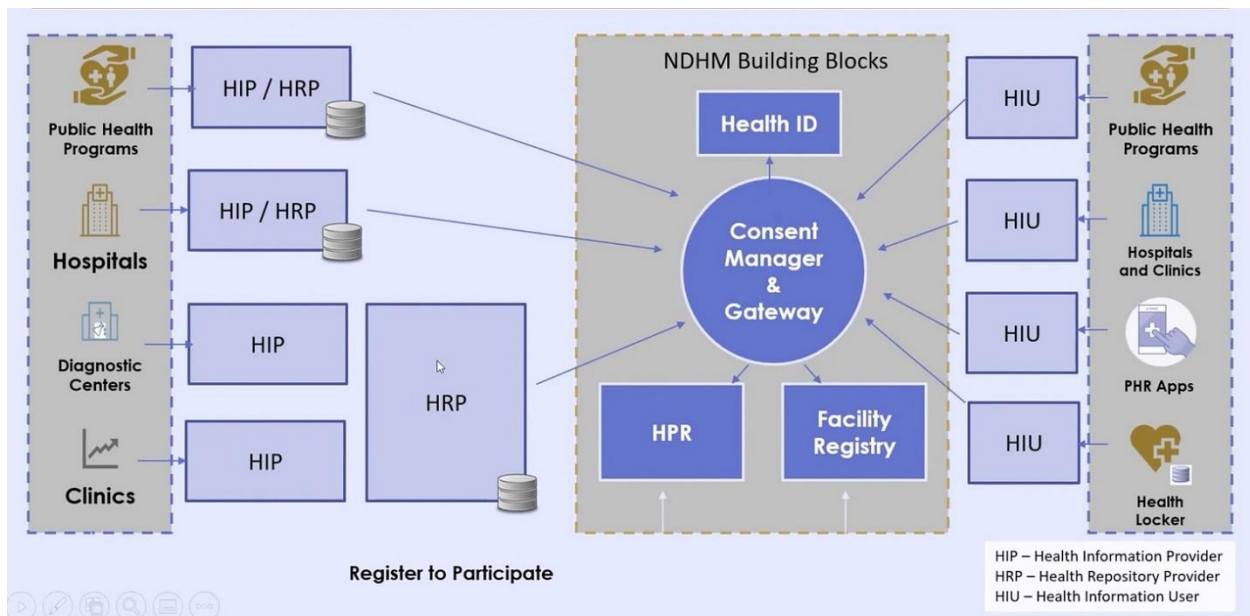 Public Health
Programs
Hospitals
Diagnostic
Centers
Clinics
HIP / HRP
HIP / HRP
HIP
HIP
HRP
NDHM Building Blocks
Health ID
Consent
Manager
&
Gateway
HPR
Facility
Registry
HIU
HIU
HIU
HIU
Public Health
Programs
Hospitals
and Clinics
PHR Apps
Health
Locker
Register to Participate
HIP – Health Information Provider
HRP – Health Repository Provider
HIU – Health Information User